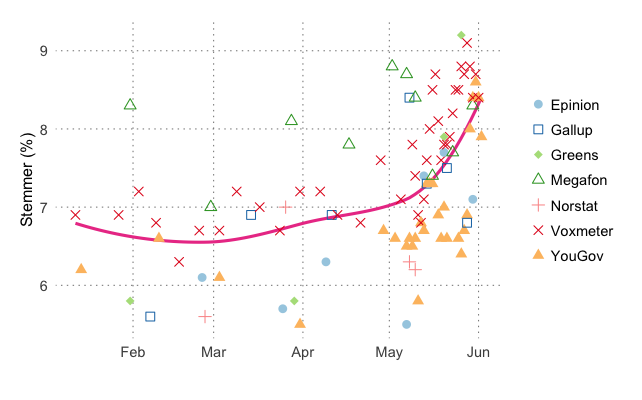 Stemmer (%)
9
8
7
6
Feb
Mar
Apr
May
Jun
Epinion
Gallup
Greens
Megafon
Norstat
Voxmeter
YouGov